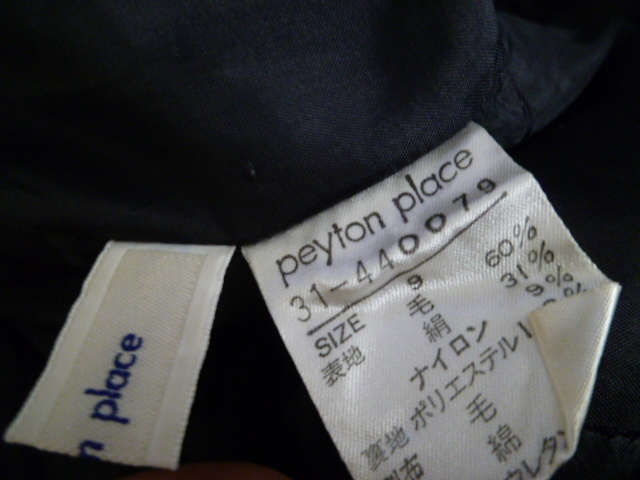 peyton place
31-440079
SIZE 9
表地 毛 60%
絹 31%
ナイロン 9%
裏地 ポリエステル
毛
綿
place